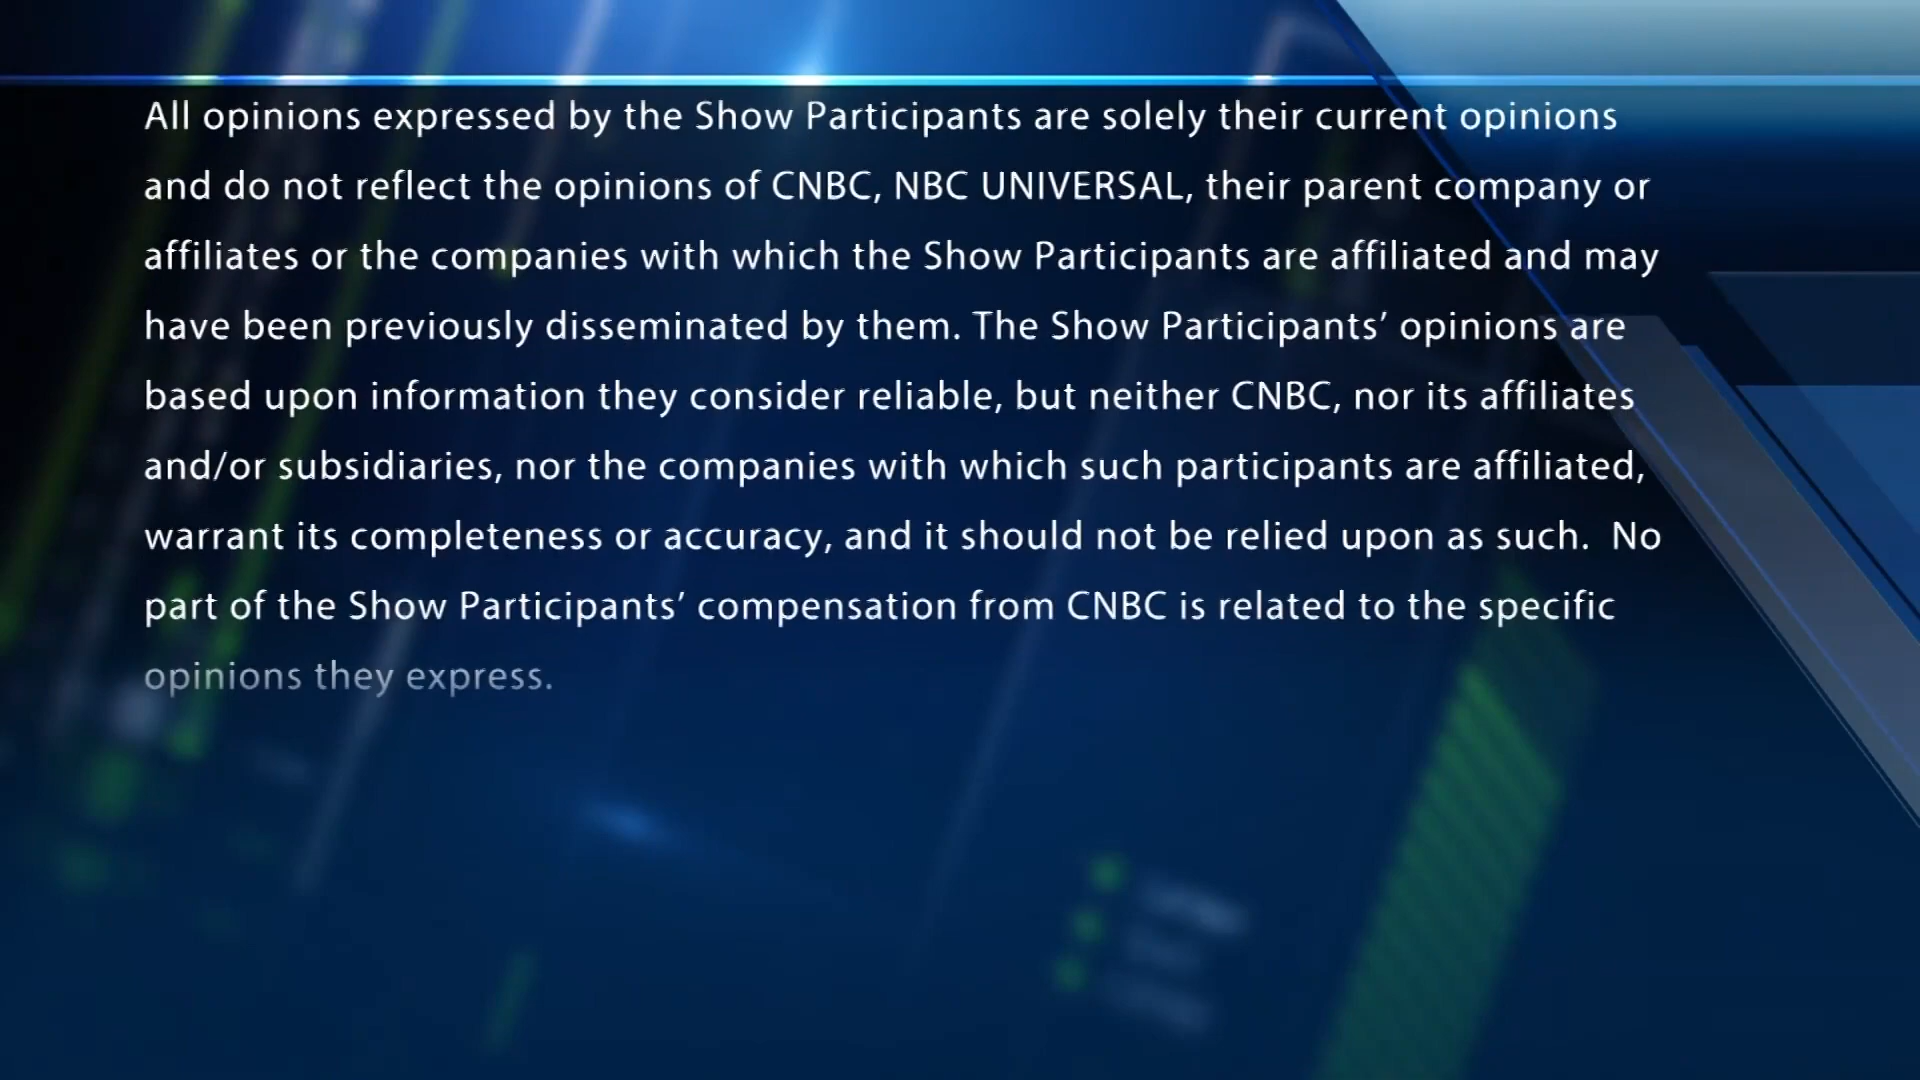 All opinions expressed by the Show Participants are solely their current opinions
and do not reflect the opinions of CNBC, NBC UNIVERSAL, their parent company or
affiliates or the companies with which the Show Participants are affiliated and may
have been previously disseminated by them. The Show Participants’ opinions are
based upon information they consider reliable, but neither CNBC, nor its affiliates
and/or subsidiaries, nor the companies with which such participants are affiliated,
warrant its completeness or accuracy, and it should not be relied upon as such.  No
part of the Show Participants’ compensation from CNBC is related to the specific
opinions they express.